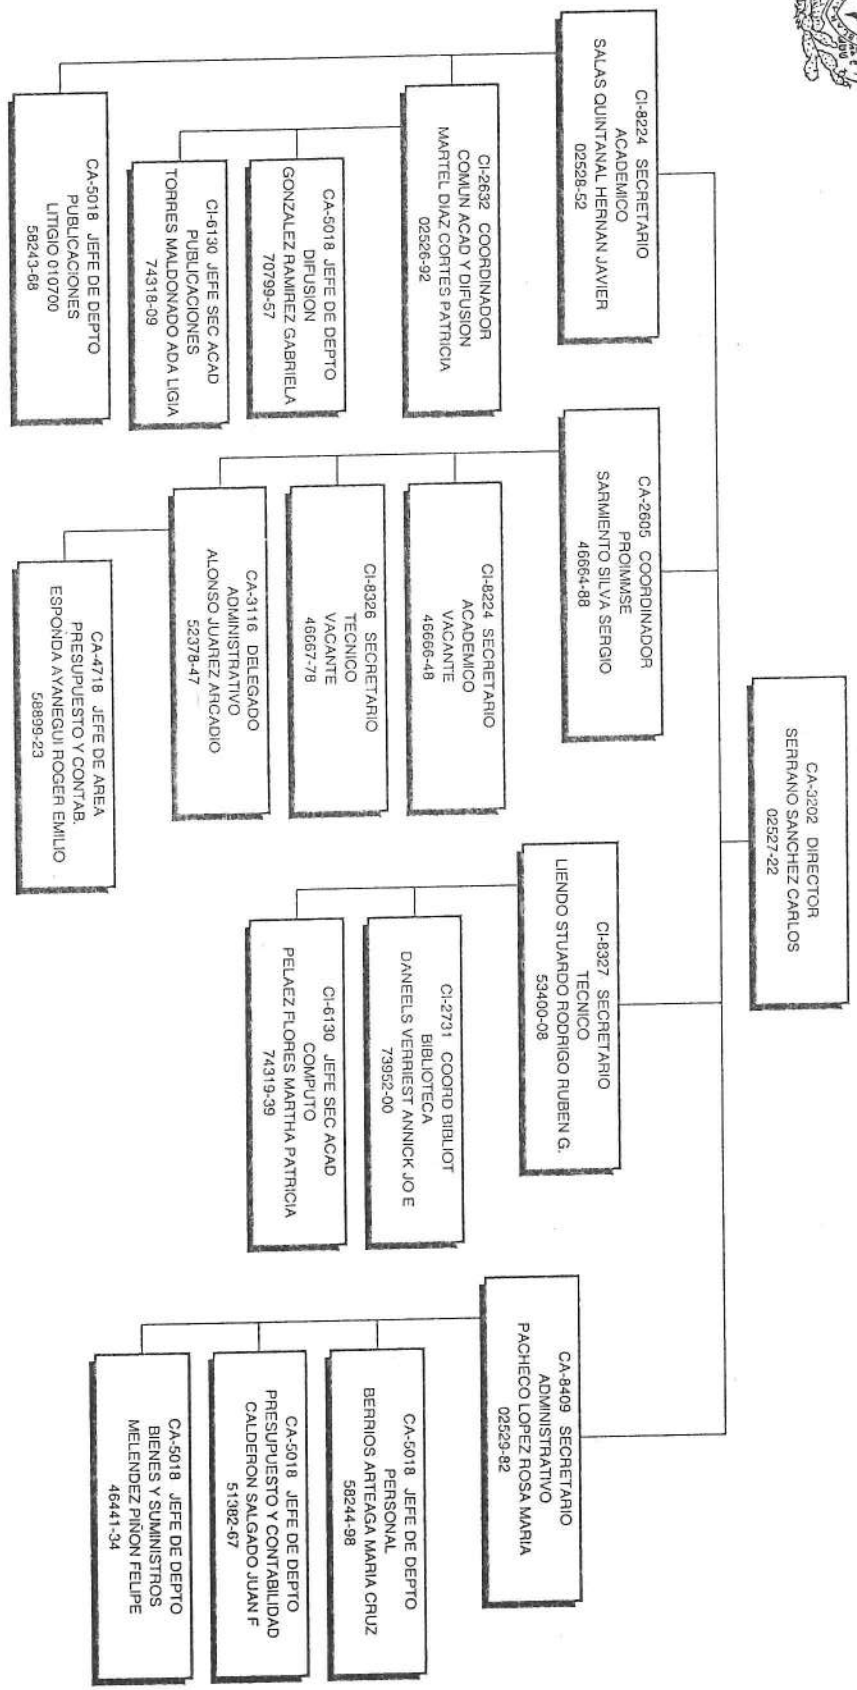 CA-3202 DIRECTOR
SERRANO SANCHEZ CARLOS
02527-22
CI-8224 SECRETARIO
ACADEMICO
SALAS QUINTANAL HERNAN JAVIER
02528-52
CI-2632 COORDINADOR
COMUN ACAD Y DIFUSION
MARTEL DIAZ CORTES PATRICIA
02526-92
CA-5018 JEFE DE DEPTO
DIFUSION
GONZALEZ RAMIREZ GABRIELA
70799-57
CI-6130 JEFE SEC ACAD
PUBLICACIONES
TORRES MALDONADO ADA LIGIA
74318-09
CA-5018 JEFE DE DEPTO
PUBLICACIONES
LITIGIO 010700
58243-68
CA-2605 COORDINADOR
PROIMMSE
SARMIENTO SILVA SERGIO
46664-88
CI-8224 SECRETARIO
ACADEMICO
VACANTE
46666-48
CI-8326 SECRETARIO
TECNICO
VACANTE
46667-78
CA-3116 DELEGADO
ADMINISTRATIVO
ALONSO JUAREZ ARCADIO
52378-47
CA-4718 JEFE DE AREA
PRESUPUESTO Y CONTAB.
ESPONDA AYANEGUI ROGER EMILIO
58899-23
CI-8327 SECRETARIO
TECNICO
LIENDO STUARDO RODRIGO RUBEN G.
53400-08
CI-2731 COORD BIBLIOT
BIBLIOTECA
DANEELS VERRIEST ANNICK JO E
73952-00
CI-6130 JEFE SEC ACAD
COMPUTO
PELAEZ FLORES MARTHA PATRICIA
74319-39
CA-8409 SECRETARIO
ADMINISTRATIVO
PACHECO LOPEZ ROSA MARIA
02529-82
CA-5018 JEFE DE DEPTO
PERSONAL
BERRIOS ARTEAGA MARIA CRUZ
58244-98
CA-5018 JEFE DE DEPTO
PRESUPUESTO Y CONTABILIDAD
CALDERON SALGADO JUAN F
51382-67
CA-5018 JEFE DE DEPTO
BIENES Y SUMINISTROS
MELENDEZ PIÑON FELIPE
46441-34